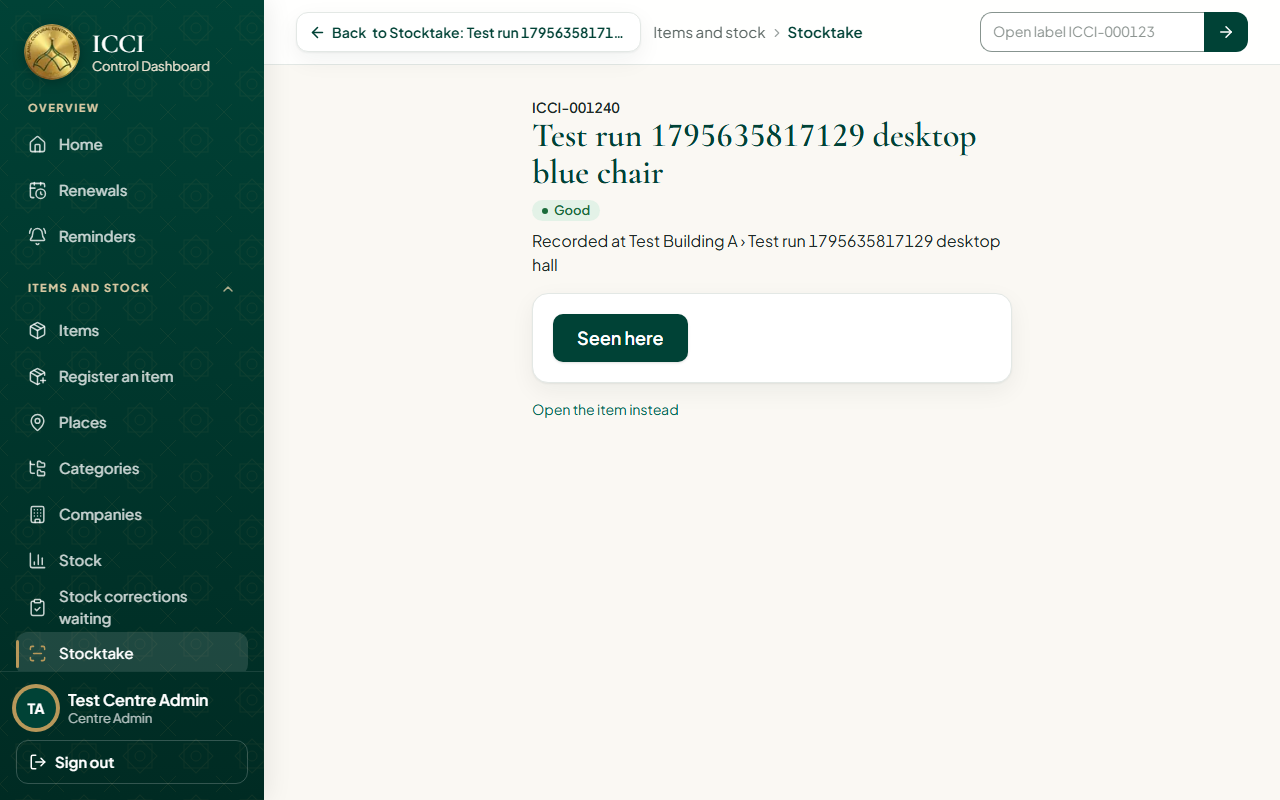 ICCI
Control Dashboard
OVERVIEW
Home
Renewals
Reminders
ITEMS AND STOCK
Items
Register an item
Places
Categories
Companies
Stock
Stock corrections
waiting
Stocktake
TA
Test Centre Admin
Centre Admin
Sign out
Back to Stocktake: Test run 17956358171…
Items and stock › Stocktake
Open label ICCI-000123
ICCI-001240
Test run 1795635817129 desktop
blue chair
Good
Recorded at Test Building A › Test run 1795635817129 desktop
hall
Seen here
Open the item instead